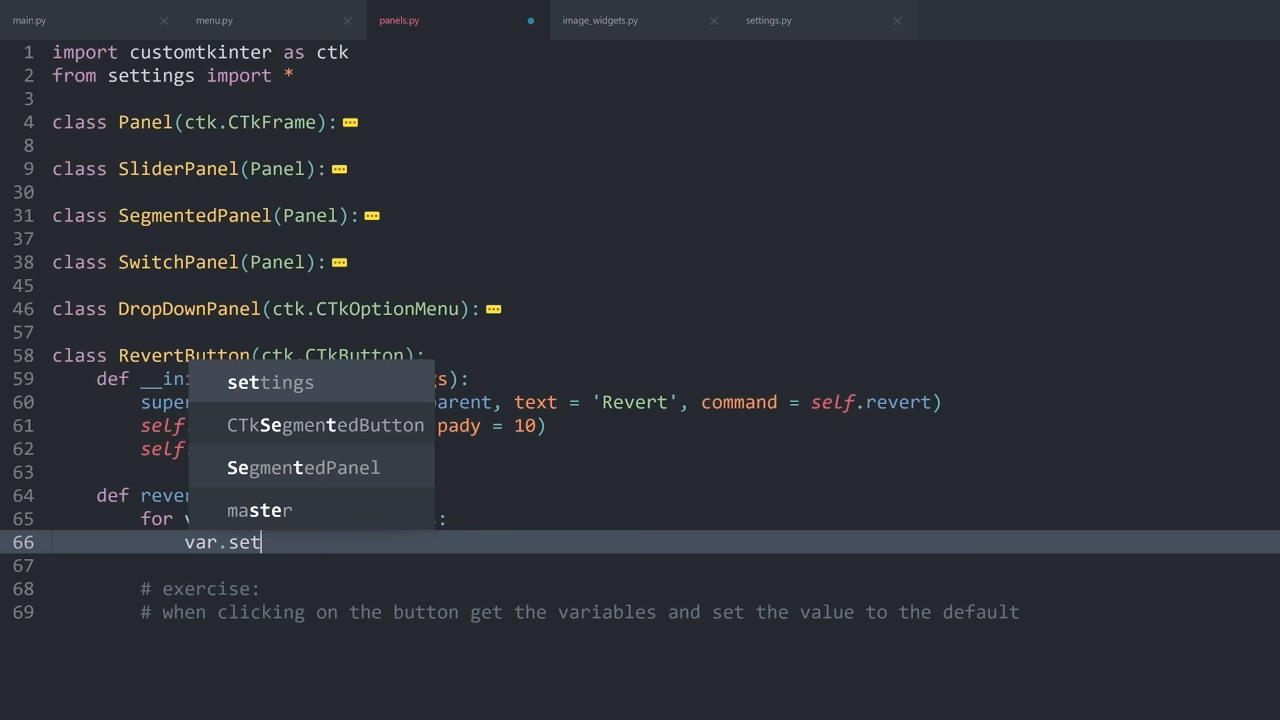 main.py menu.py panels.py image_widgets.py settings.py
1 import customtkinter as ctk
2 from settings import *
3
4 class Panel(ctk.CTkFrame):
8
9 class SliderPanel(Panel):
30
31 class SegmentedPanel(Panel):
37
38 class SwitchPanel(Panel):
45
46 class DropDownPanel(ctk.CTkOptionMenu):
57
58 class RevertButton(ctk.CTkButton):
59 def s):
settings
60 super arent, text = 'Revert', command = self.revert)
61 self. pady = 10)
CTkSegmentedButton
62 self.
SegmentedPanel
63
64 def
master
65 for :
66 var.set
67
68 # exercise:
69 # when clicking on the button get the variables and set the value to the default